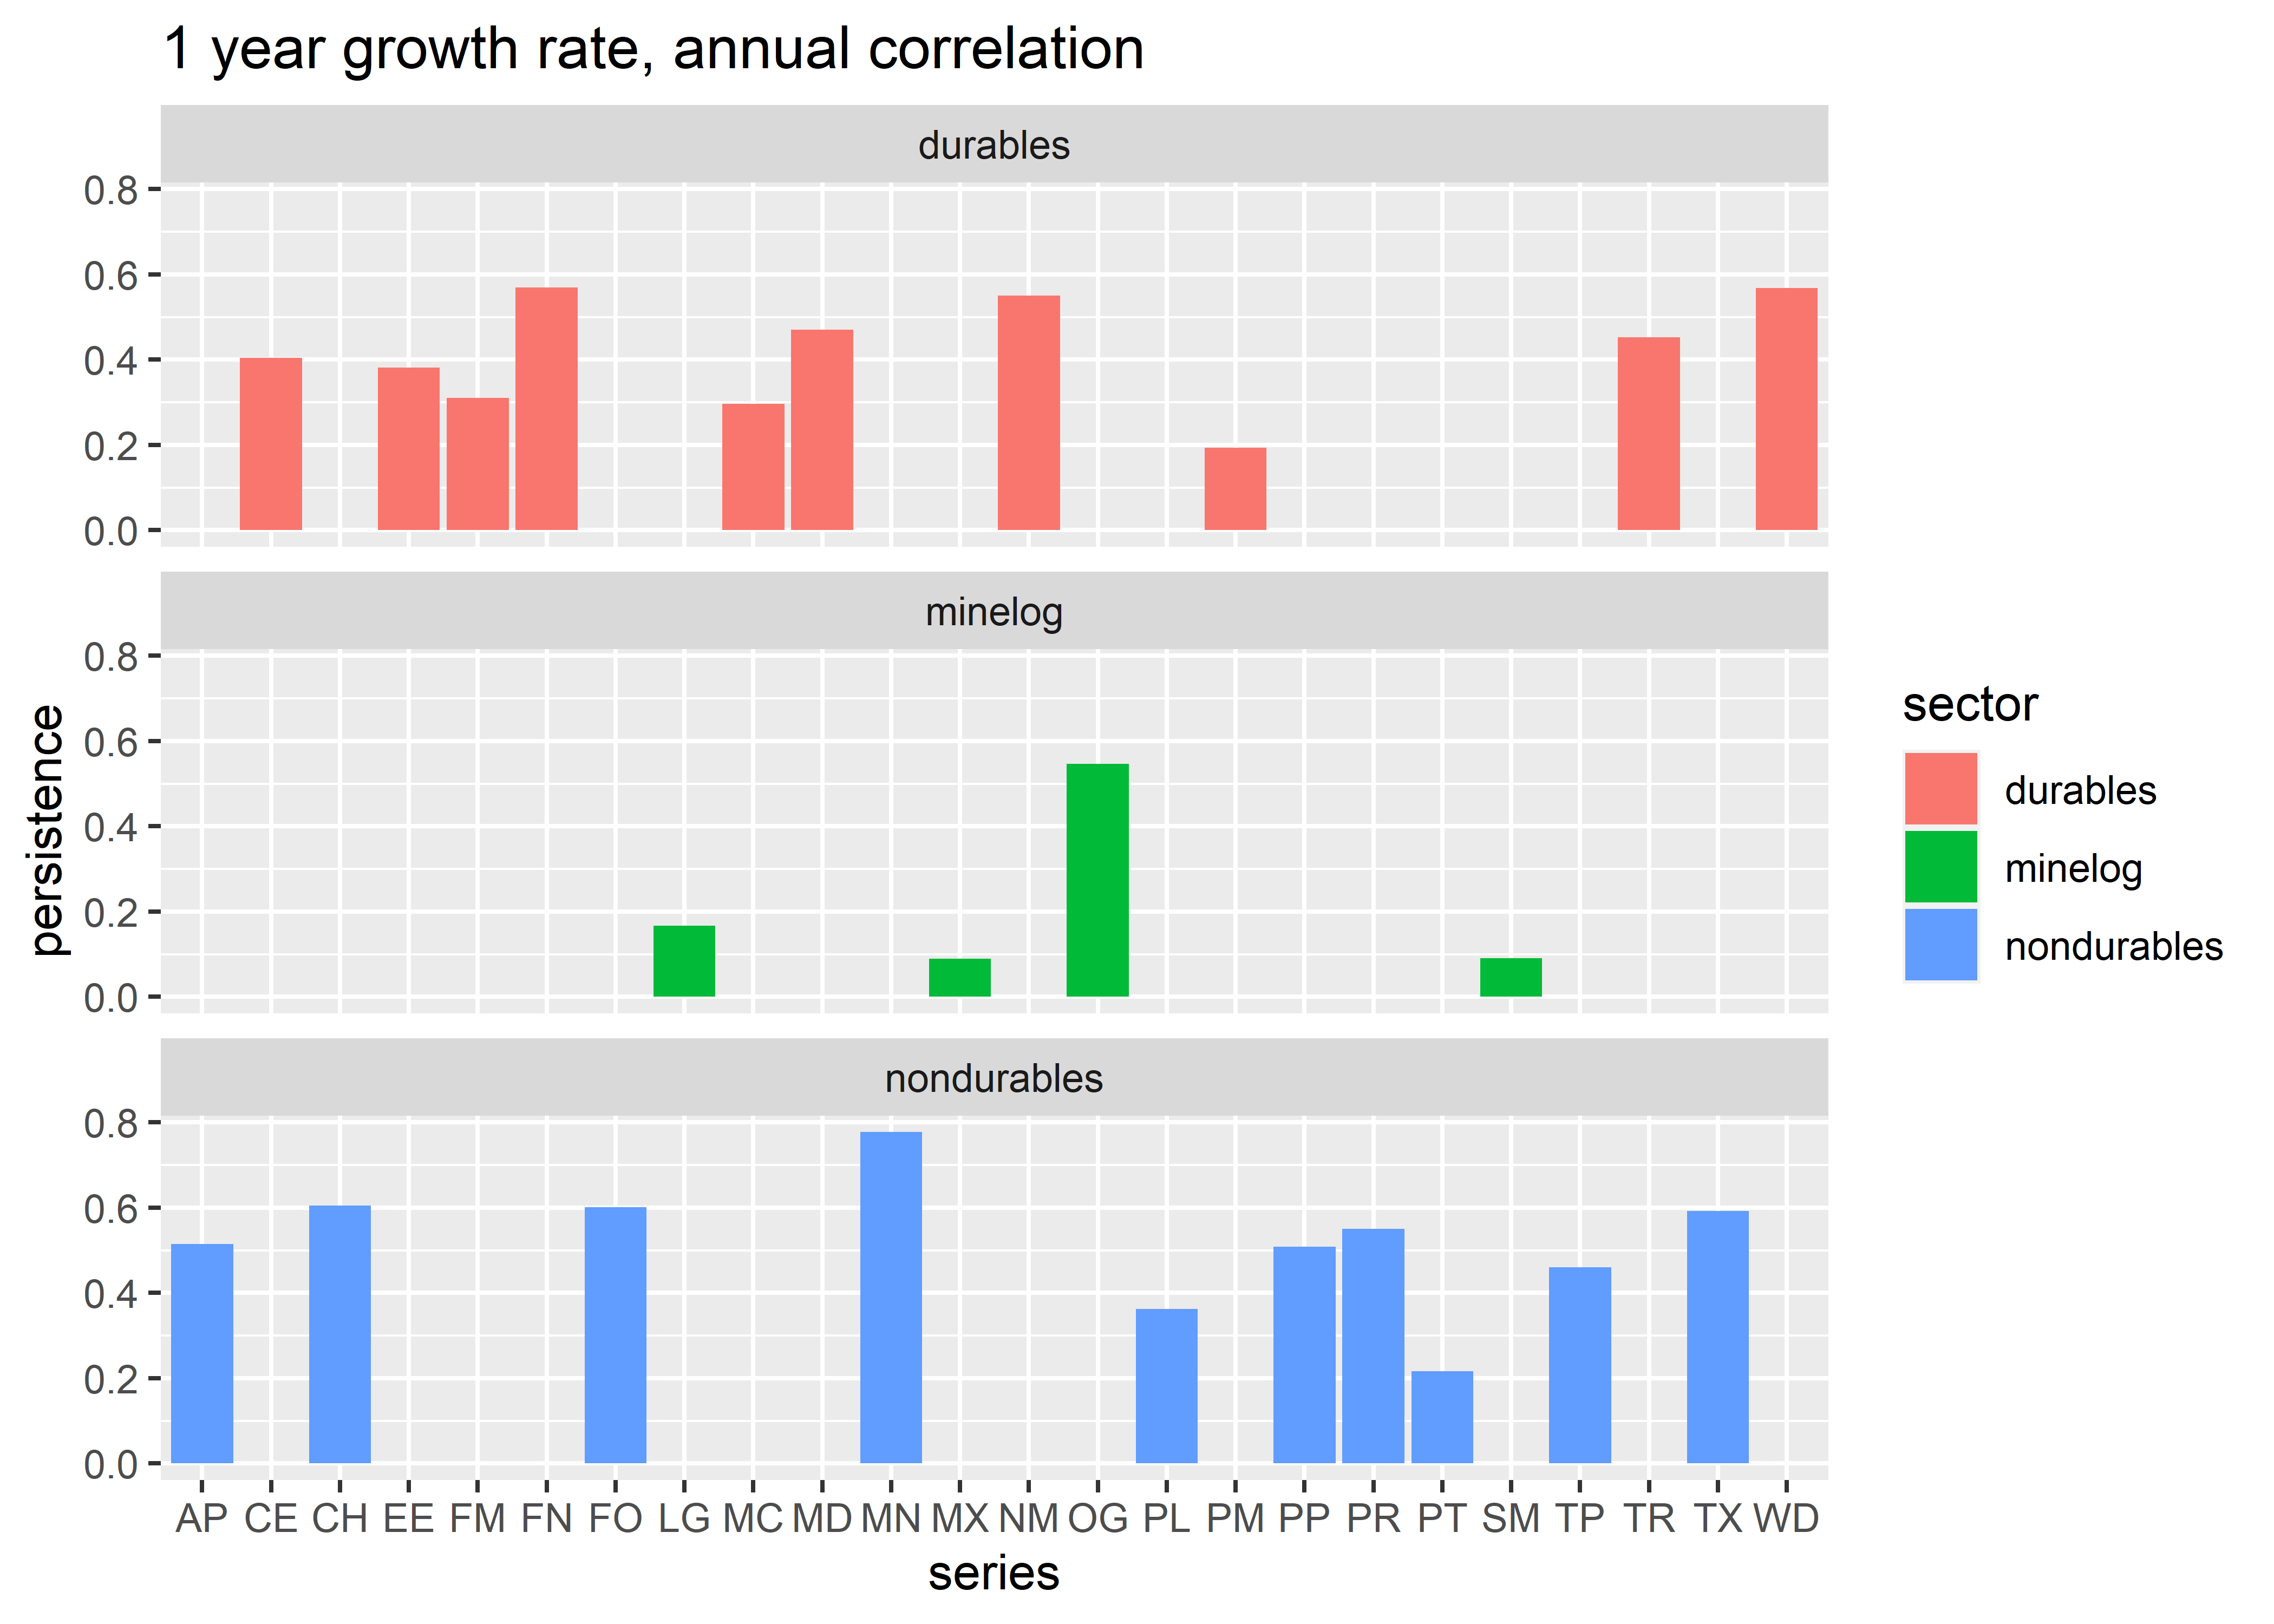 1 year growth rate, annual correlation
durables
0.8
0.6
0.4
0.2
0.0
minelog
0.8
0.6
0.4
0.2
0.0
nondurables
0.8
0.6
0.4
0.2
0.0
AP CE CH EE FM FN FO LG MC MD MN MX NM OG PL PM PP PR PT SM TP TR TX WD
series
persistence
sector
durables
minelog
nondurables